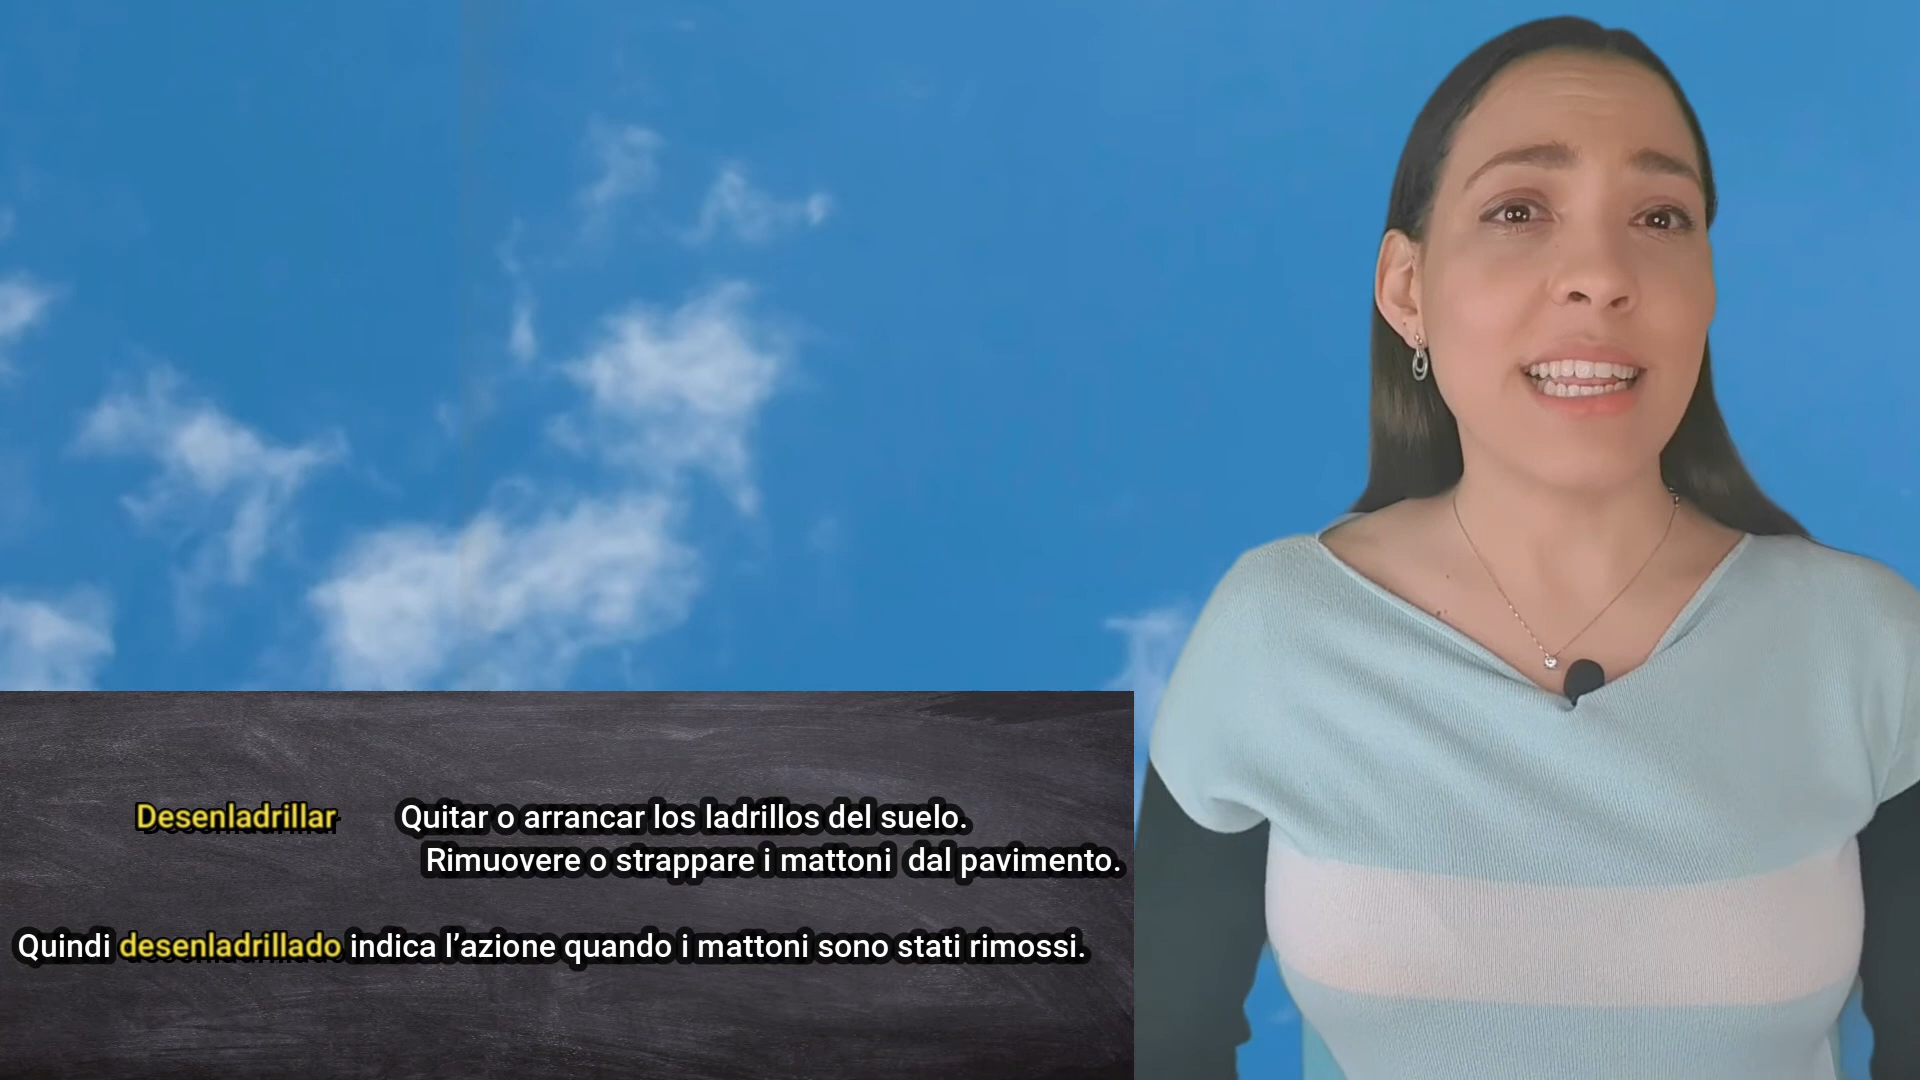 Desenladrillar Quitar o arrancar los ladrillos del suelo.
Rimuovere o strappare i mattoni dal pavimento.
Quindi desenladrillado indica l’azione quando i mattoni sono stati rimossi.